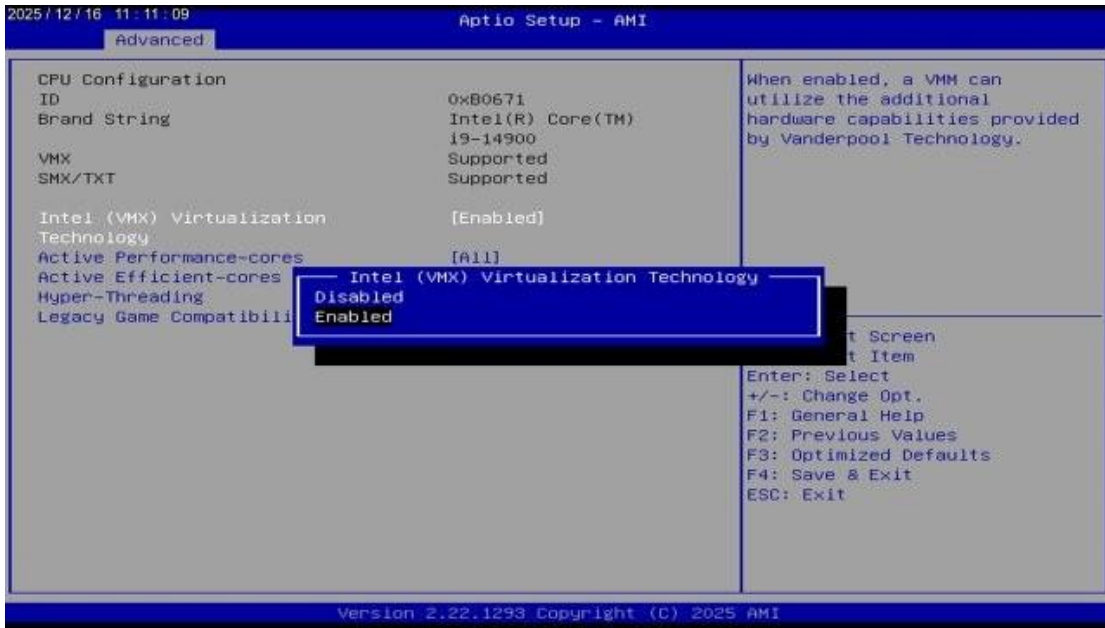 2025/12/16 11:11:09
Aptio Setup - AMI
Advanced
CPU Configuration
ID 0xB0671
Brand String Intel(R) Core(TM)
i9-14900
VMX Supported
SMX/TXT Supported
Intel (VMX) Virtualization [Enabled]
Technology
Active Performance-cores [All]
Active Efficient-cores
Hyper-Threading
Legacy Game Compatibili
Intel (VMX) Virtualization Technology
Disabled
Enabled
When enabled, a VMM can
utilize the additional
hardware capabilities provided
by Vanderpool Technology.
t Screen
t Item
Enter: Select
+/-: Change Opt.
F1: General Help
F2: Previous Values
F3: Optimized Defaults
F4: Save & Exit
ESC: Exit
Version 2.22.1293 Copyright (C) 2025 AMI